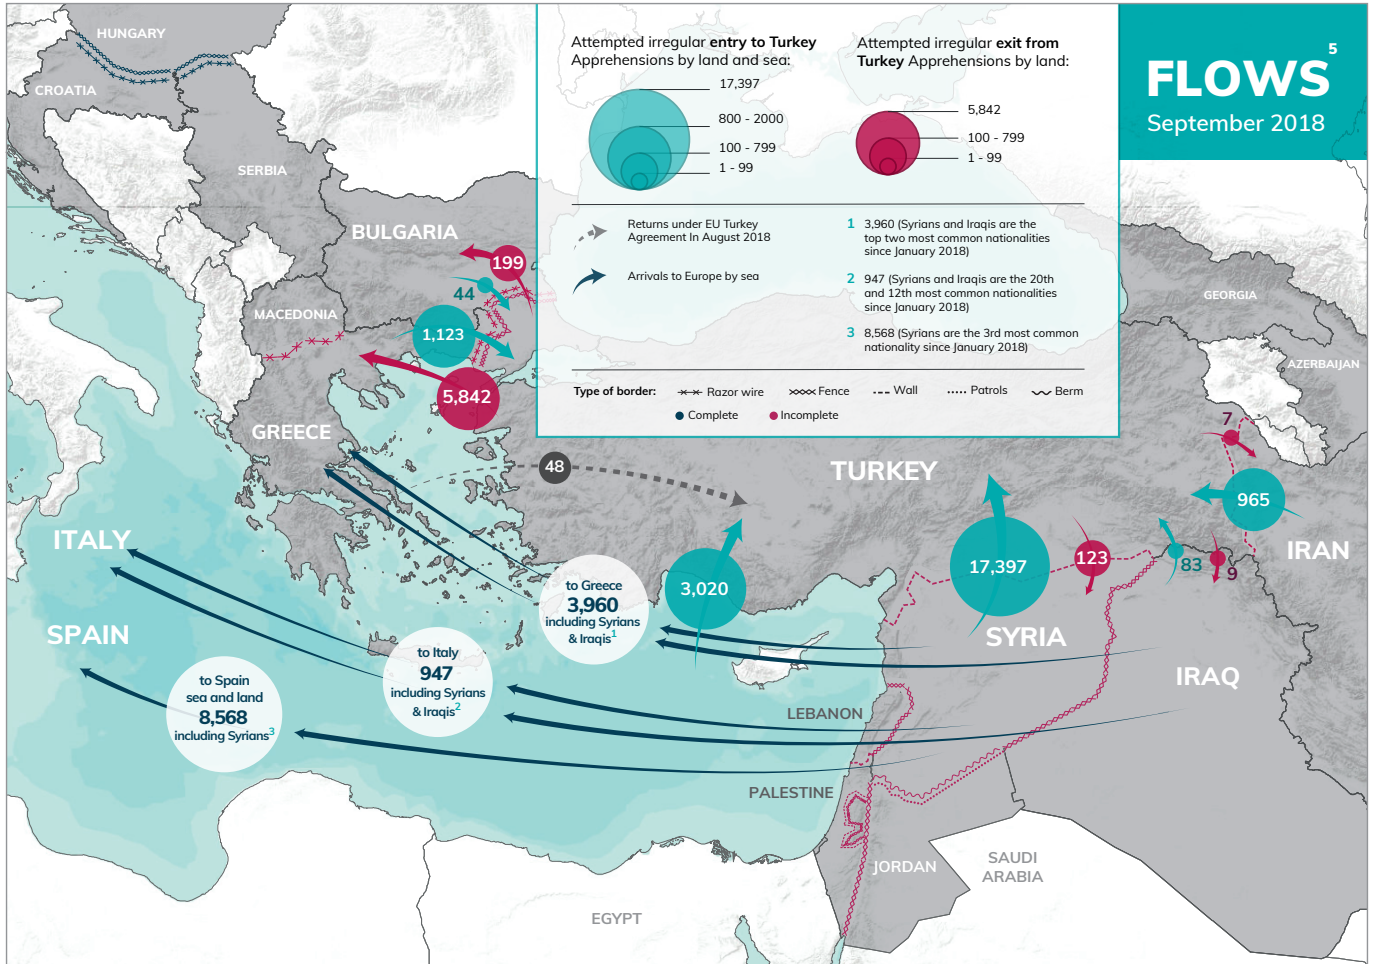 5
FLOWS
September 2018
Attempted irregular entry to Turkey
Apprehensions by land and sea:
17,397
800 - 2000
100 - 799
1 - 99
Attempted irregular exit from
Turkey Apprehensions by land:
5,842
100 - 799
1 - 99
Returns under EU Turkey
Agreement In August 2018
Arrivals to Europe by sea
1 3,960 (Syrians and Iraqis are the
top two most common nationalities
since January 2018)
2 947 (Syrians and Iraqis are the 20th
and 12th most common nationalities
since January 2018)
3 8,568 (Syrians are the 3rd most common
nationality since January 2018)
Type of border:
Razor wire
Fence
Wall
Patrols
Berm
Complete
Incomplete
HUNGARY
CROATIA
SERBIA
BULGARIA
199
44
MACEDONIA
1,123
5,842
GREECE
GEORGIA
AZERBAIJAN
7
TURKEY
48
965
IRAN
ITALY
17,397
123
83
9
3,020
to Greece
3,960
including Syrians
& Iraqis1
SPAIN
SYRIA
to Italy
947
including Syrians
& Iraqis2
IRAQ
to Spain
sea and land
8,568
including Syrians3
LEBANON
PALESTINE
JORDAN
SAUDI
ARABIA
EGYPT